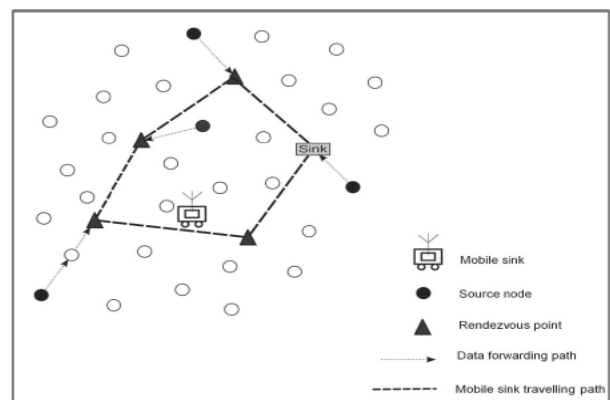 Sink
Mobile sink
Source node
Rendezvous point
Data forwarding path
Mobile sink travelling path